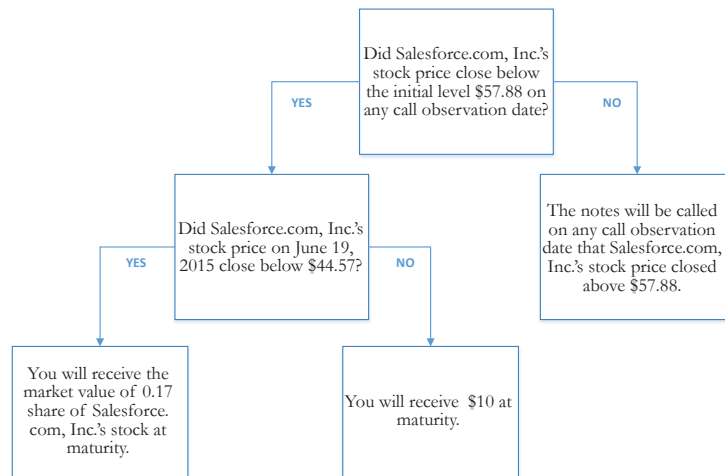 Did Salesforce.com, Inc.'s
stock price close below
the initial level $57.88 on
any call observation date?
YES
NO
Did Salesforce.com, Inc.'s
stock price on June 19,
2015 close below $44.57?
The notes will be called
on any call observation
date that Salesforce.com,
Inc.'s stock price closed
above $57.88.
YES
NO
You will receive the
market value of 0.17
share of Salesforce.
com, Inc.'s stock at
maturity.
You will receive $10 at
maturity.